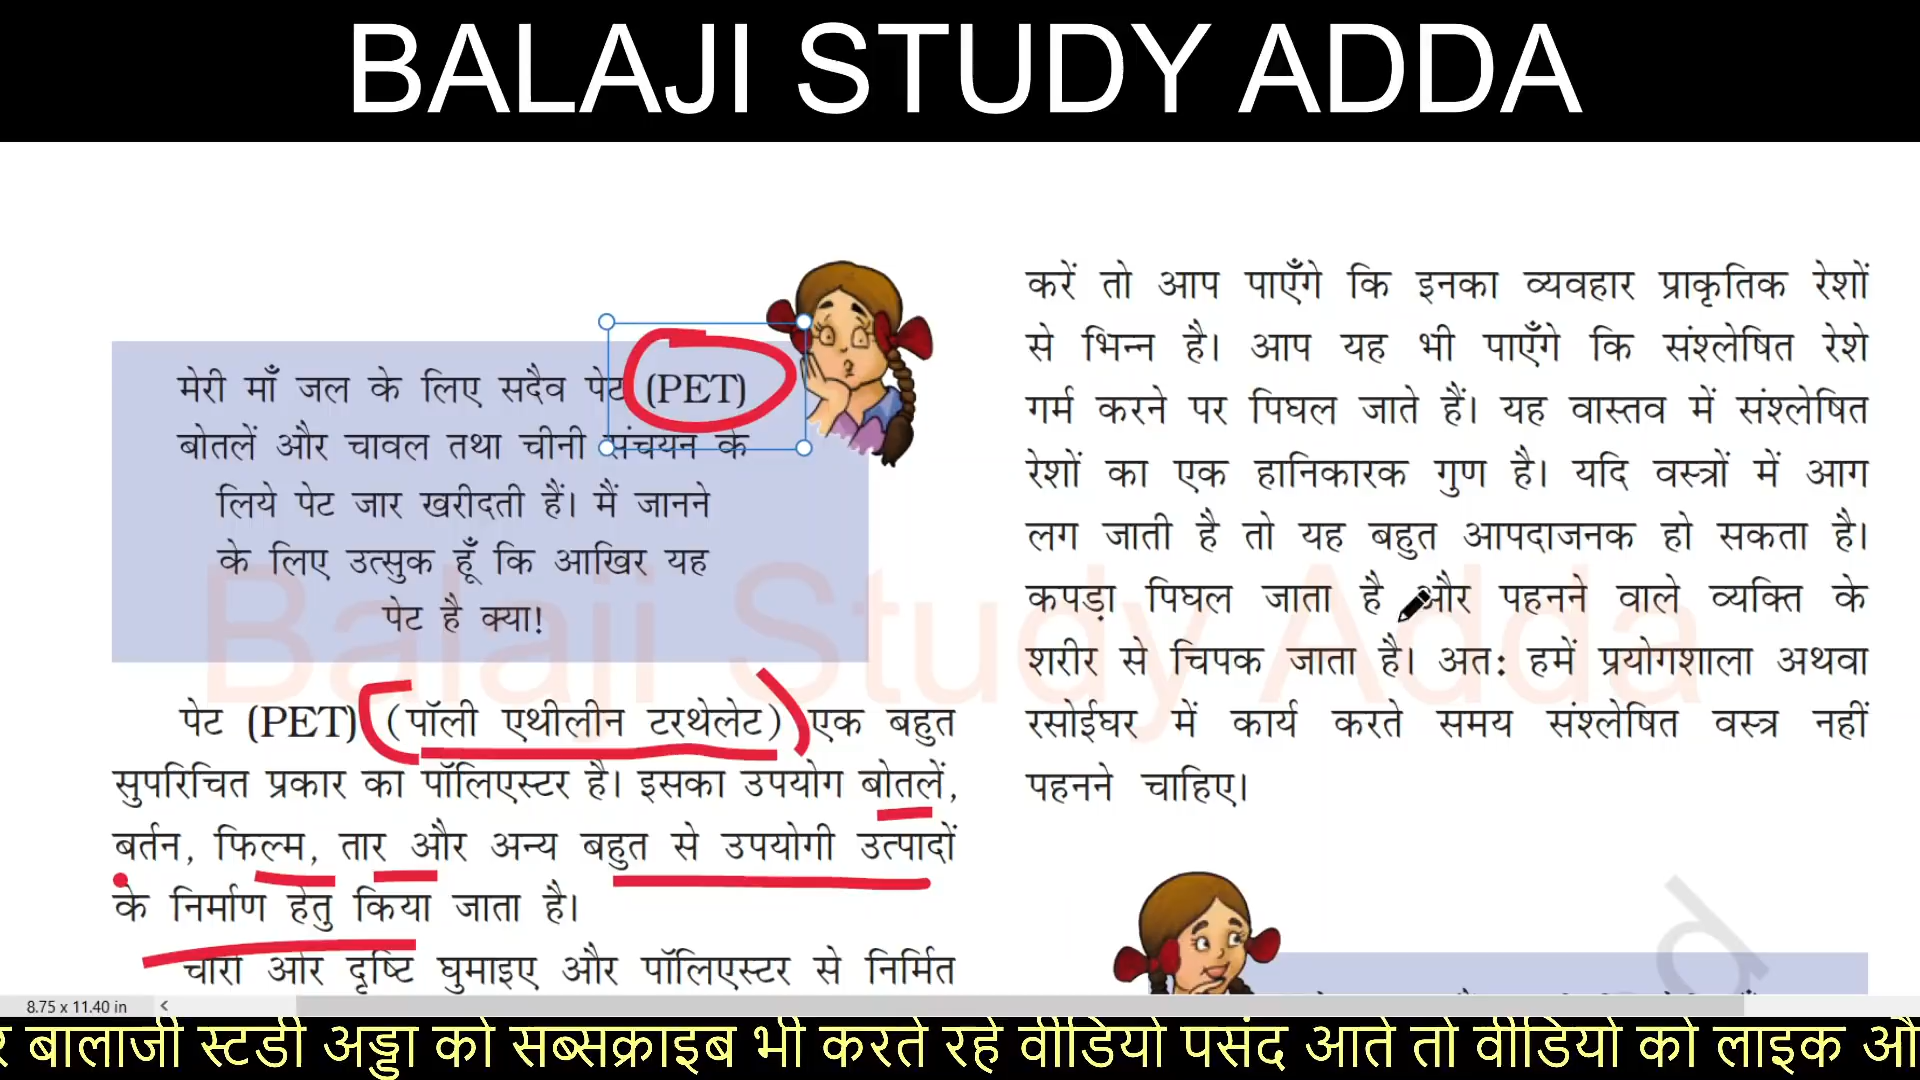 BALAJI STUDY ADDA
मेरी माँ जल के लिए सदैव पेट (PET)
बोतलें और चावल तथा चीनी संचयन के
लिये पेट जार खरीदती हैं। मैं जानने
के लिए उत्सुक हूँ कि आखिर यह
पेट है क्या!
पेट (PET) (पॉली एथीलीन टरथेलेट) एक बहुत
सुपरिचित प्रकार का पॉलिएस्टर है। इसका उपयोग बोतलें,
बर्तन, फिल्म, तार और अन्य बहुत से उपयोगी उत्पादों
के निर्माण हेतु किया जाता है।
चारों ओर दृष्टि घुमाइए और पॉलिएस्टर से निर्मित
करें तो आप पाएँगे कि इनका व्यवहार प्राकृतिक रेशों
से भिन्न है। आप यह भी पाएँगे कि संश्लेषित रेशे
गर्म करने पर पिघल जाते हैं। यह वास्तव में संश्लेषित
रेशों का एक हानिकारक गुण है। यदि वस्त्रों में आग
लग जाती है तो यह बहुत आपदाजनक हो सकता है।
कपड़ा पिघल जाता है और पहनने वाले व्यक्ति के
शरीर से चिपक जाता है। अतः हमें प्रयोगशाला अथवा
रसोईघर में कार्य करते समय संश्लेषित वस्त्र नहीं
पहनने चाहिए।
Balaji Study Adda
8.75 x 11.40 in
बालाजी स्टडी अड्डा को सब्सक्राइब भी करते रहे वीडियो पसंद आते तो वीडियो को लाइक